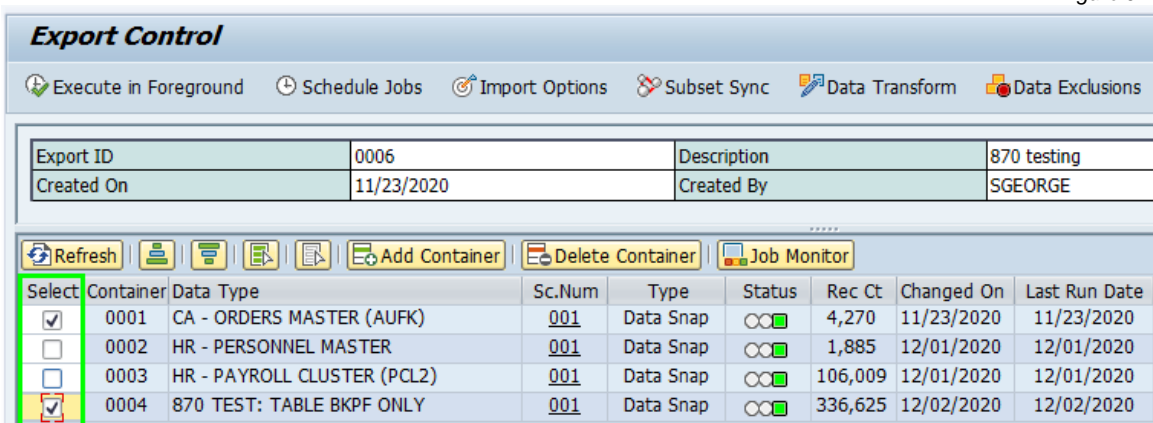 Export Control
Execute in Foreground Schedule Jobs Import Options Subset Sync Data Transform Data Exclusions
Export ID 0006 Description 870 testing
Created On 11/23/2020 Created By SGEORGE
Refresh Add Container Delete Container Job Monitor
Select Container Data Type Sc.Num Type Status Rec Ct Changed On Last Run Date
0001 CA - ORDERS MASTER (AUFK) 001 Data Snap 4,270 11/23/2020 11/23/2020
0002 HR - PERSONNEL MASTER 001 Data Snap 1,885 12/01/2020 12/01/2020
0003 HR - PAYROLL CLUSTER (PCL2) 001 Data Snap 106,009 12/01/2020 12/01/2020
0004 870 TEST: TABLE BKPF ONLY 001 Data Snap 336,625 12/02/2020 12/02/2020